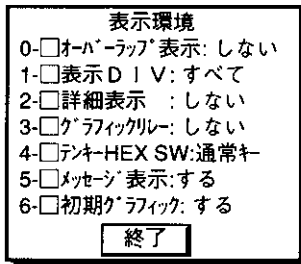 表示環境
0-□ｵｰﾊﾞｰﾗｯﾌﾟ表示: しない
1-□表示ＤＩＶ: すべて
2-□詳細表示　: しない
3-□ｸﾞﾗﾌｨｯｸﾘﾚｰ: しない
4-□ﾃﾝｷｰHEX SW:通常ｷｰ
5-□ﾒｯｾｰｼﾞ表示:する
6-□初期ｸﾞﾗﾌｨｯｸ: する
終了